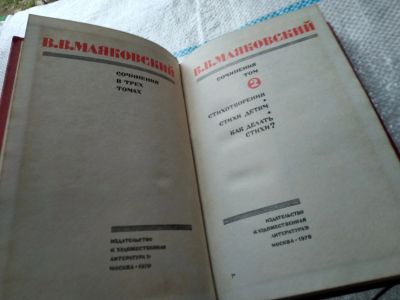 В.В.МАЯКОВСКИЙ
СОЧИНЕНИЯ
В ТРЕХ
ТОМАХ
ИЗДАТЕЛЬСТВО
«ХУДОЖЕСТВЕННАЯ
ЛИТЕРАТУРА»
МОСКВА · 1970
В.В.МАЯКОВСКИЙ
СОЧИНЕНИЯ
ТОМ
2
СТИХОТВОРЕНИЯ
•
СТИХИ ДЕТЯМ
•
КАК ДЕЛАТЬ
СТИХИ?
ИЗДАТЕЛЬСТВО
«ХУДОЖЕСТВЕННАЯ
ЛИТЕРАТУРА»
МОСКВА · 1970